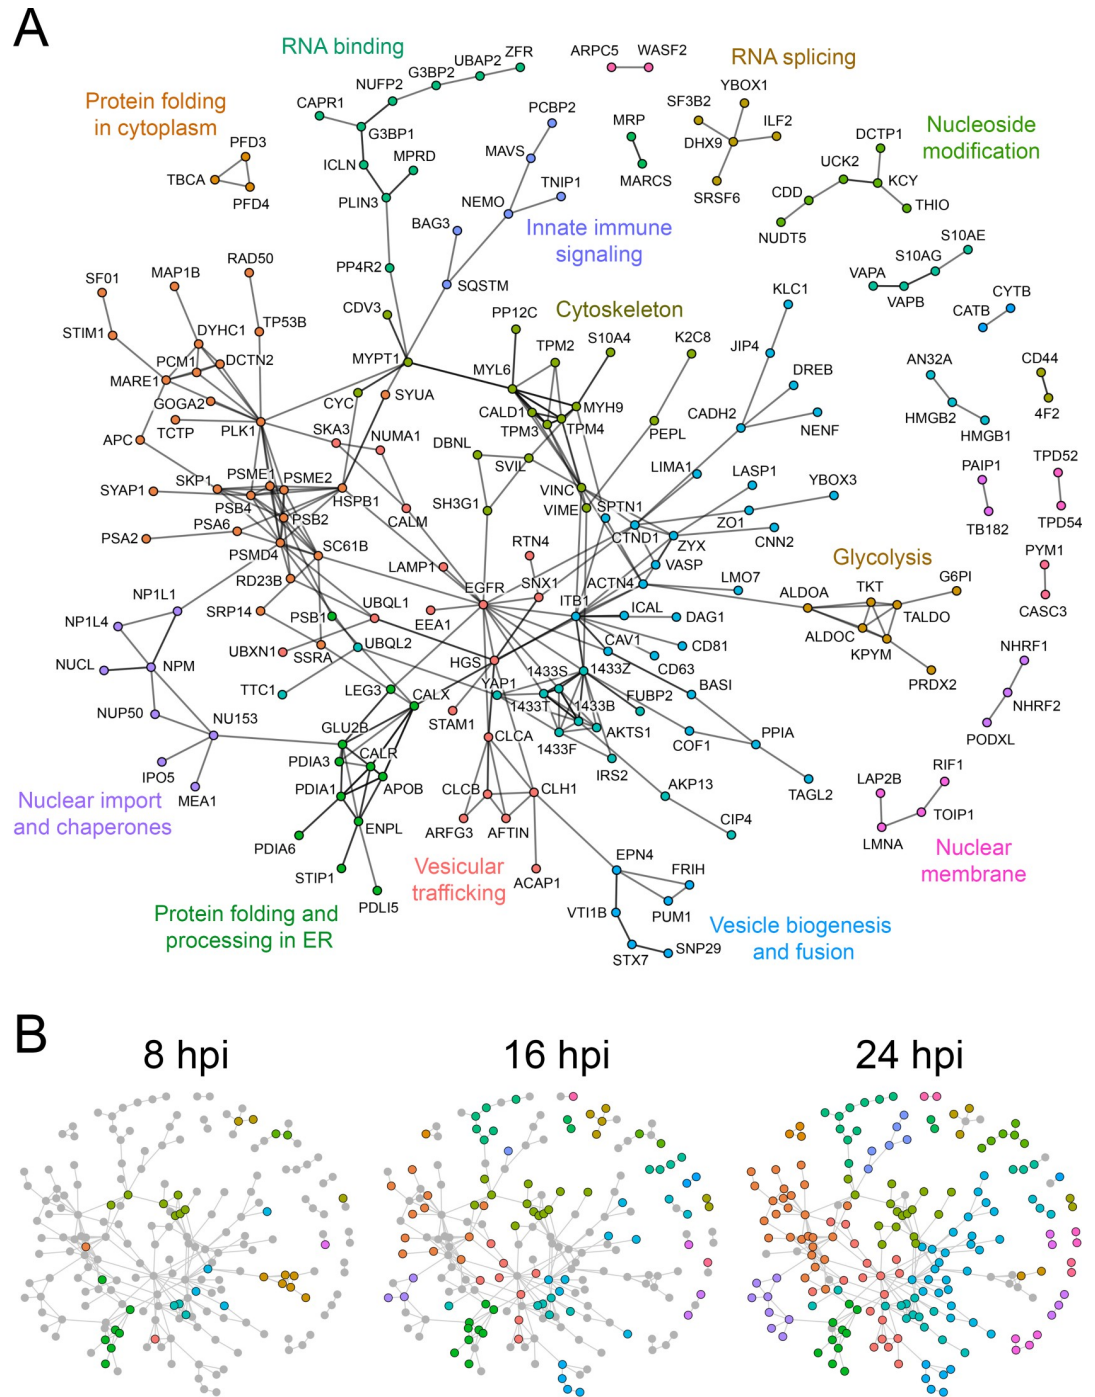 A
RNA binding
ZFR
UBAP2
G3BP2
NUFP2
CAPR1
G3BP1
ICLN
MPRD
PLIN3
PP4R2
ARPC5 WASF2
RNA splicing
YBOX1
SF3B2
ILF2
DHX9
SRSF6
Protein folding
in cytoplasm
PFD3
TBCA
PFD4
PCBP2
MAVS
TNIP1
NEMO
BAG3
SQSTM
Innate immune
signaling
MRP
MARCS
Nucleoside
modification
DCTP1
UCK2
KCY
CDD
THIO
NUDT5
S10AE
S10AG
VAPA
VAPB
CYTB
CATB
SF01
MAP1B
RAD50
STIM1
DYHC1
TP53B
PCM1
DCTN2
MARE1
GOGA2
TCTP
PLK1
APC
CDV3
MYPT1
CYC
SYUA
SKA3
NUMA1
Cytoskeleton
PP12C
TPM2
S10A4
K2C8
MYL6
CALD1
MYH9
TPM3
TPM4
PEPL
DBNL
SVIL
VINC
VIME
SH3G1
KLC1
JIP4
DREB
CADH2
NENF
LIMA1
LASP1
YBOX3
SPTN1
ZO1
CTND1
ZYX
CNN2
VASP
LMO7
ACTN4
AN32A
HMGB2
HMGB1
CD44
4F2
PAIP1
TB182
TPD52
TPD54
PYM1
CASC3
SYAP1
SKP1
PSME1
PSME2
PSB4
HSPB1
PSB2
PSA6
PSA2
PSMD4
SC61B
RD23B
CALM
LAMP1
RTN4
SNX1
EGFR
EEA1
ITB1
ICAL
DAG1
CAV1
CD81
CD63
BASI
Glycolysis
ALDOA
TKT
G6PI
TALDO
ALDOC
KPYM
PRDX2
NP1L1
NP1L4
NUCL
NPM
NUP50
NU153
IPO5
MEA1
Nuclear import
and chaperones
SRP14
PSB1
UBQL1
UBXN1
SSRA
UBQL2
TTC1
LEG3
CALX
HGS
YAP1
STAM1
1433S
1433Z
1433T
1433B
1433F
FUBP2
AKTS1
IRS2
COF1
PPIA
TAGL2
AKP13
CIP4
NHRF1
NHRF2
PODXL
GLU2B
PDIA3
CALR
PDIA1
APOB
ENPL
PDIA6
STIP1
PDLI5
Protein folding and
processing in ER
CLCA
CLCB
CLH1
ARFG3
AFTIN
ACAP1
Vesicular
trafficking
EPN4
FRIH
PUM1
VTI1B
STX7
SNP29
Vesicle biogenesis
and fusion
LAP2B
RIF1
TOIP1
LMNA
Nuclear
membrane
B
8 hpi
16 hpi
24 hpi